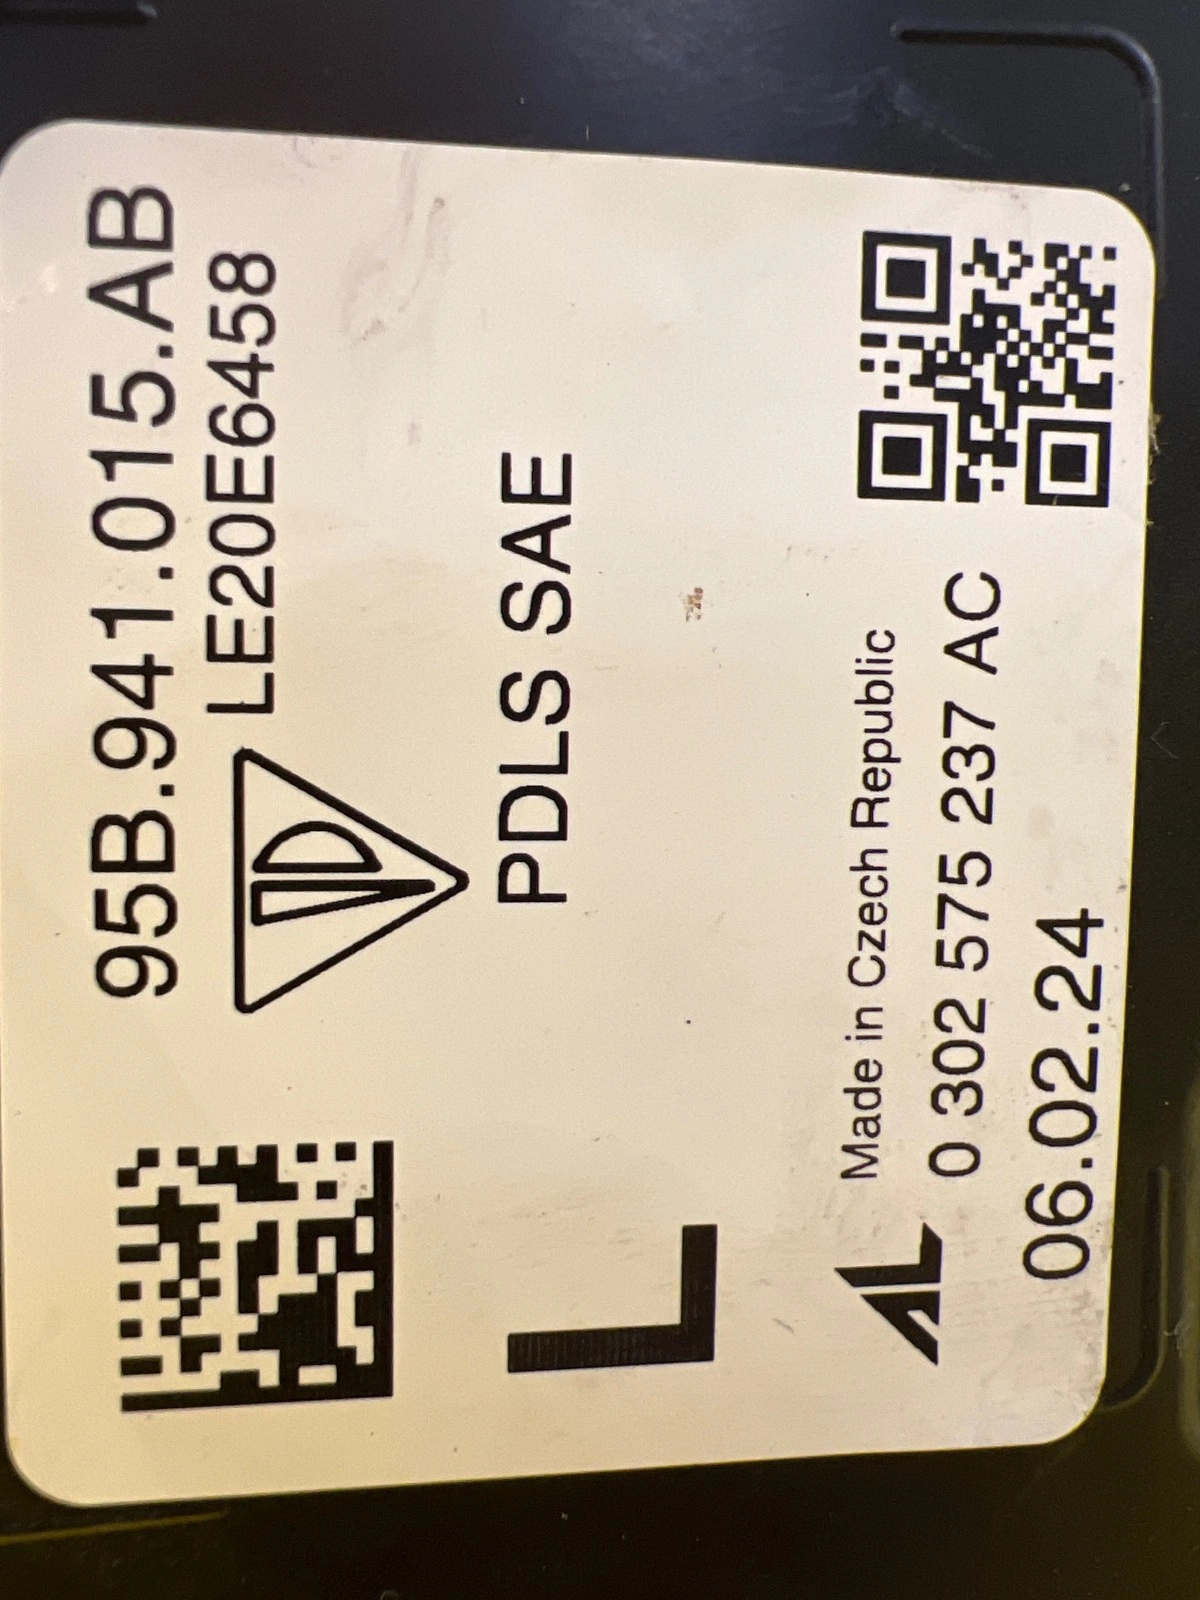 95B.941.015.AB
LE20E6458
PDLS SAE
L
Made in Czech Republic
AL
0 302 575 237 AC
06.02.24